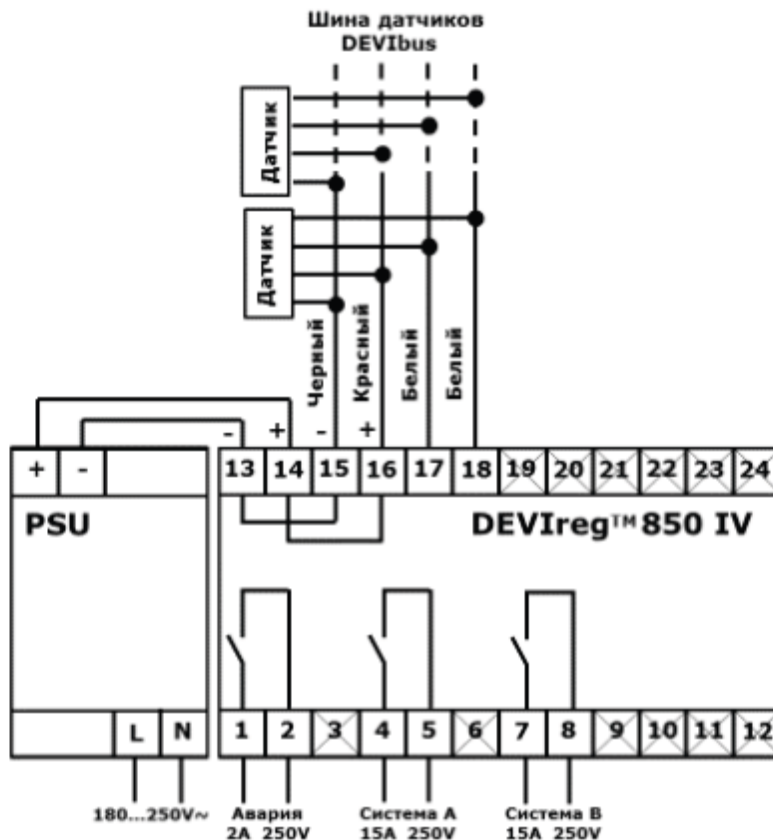 Шина датчиков
DEVIbus
Датчик
Датчик
Черный
Красный
Белый
Белый
- + - +
+ - 13 14 15 16 17 18 19 20 21 22 23 24
PSU DEVIreg™ 850 IV
L N 1 2 3 4 5 6 7 8 9 10 11 12
180...250V~ Авария Система A Система B
2A 250V 15A 250V 15A 250V